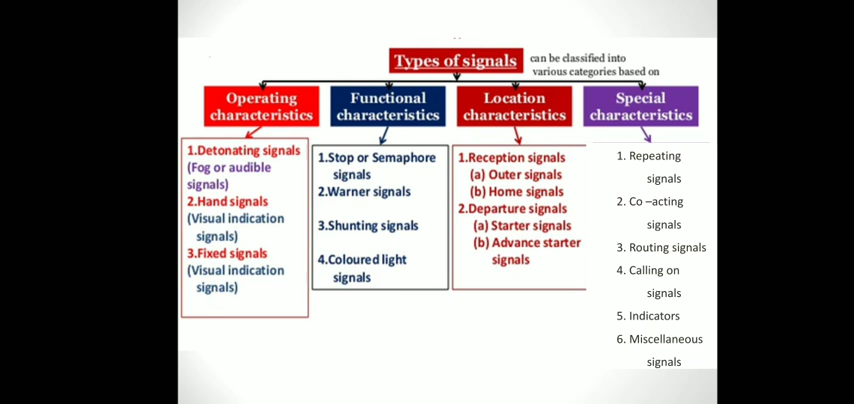 Types of signals
can be classified into
various categories based on
Operating
characteristics
Functional
characteristics
Location
characteristics
Special
characteristics
1.Detonating signals
(Fog or audible
signals)
2.Hand signals
(Visual indication
signals)
3.Fixed signals
(Visual indication
signals)
1.Stop or Semaphore
signals
2.Warner signals
3.Shunting signals
4.Coloured light
signals
1.Reception signals
(a) Outer signals
(b) Home signals
2.Departure signals
(a) Starter signals
(b) Advance starter
signals
1. Repeating
signals
2. Co –acting
signals
3. Routing signals
4. Calling on
signals
5. Indicators
6. Miscellaneous
signals